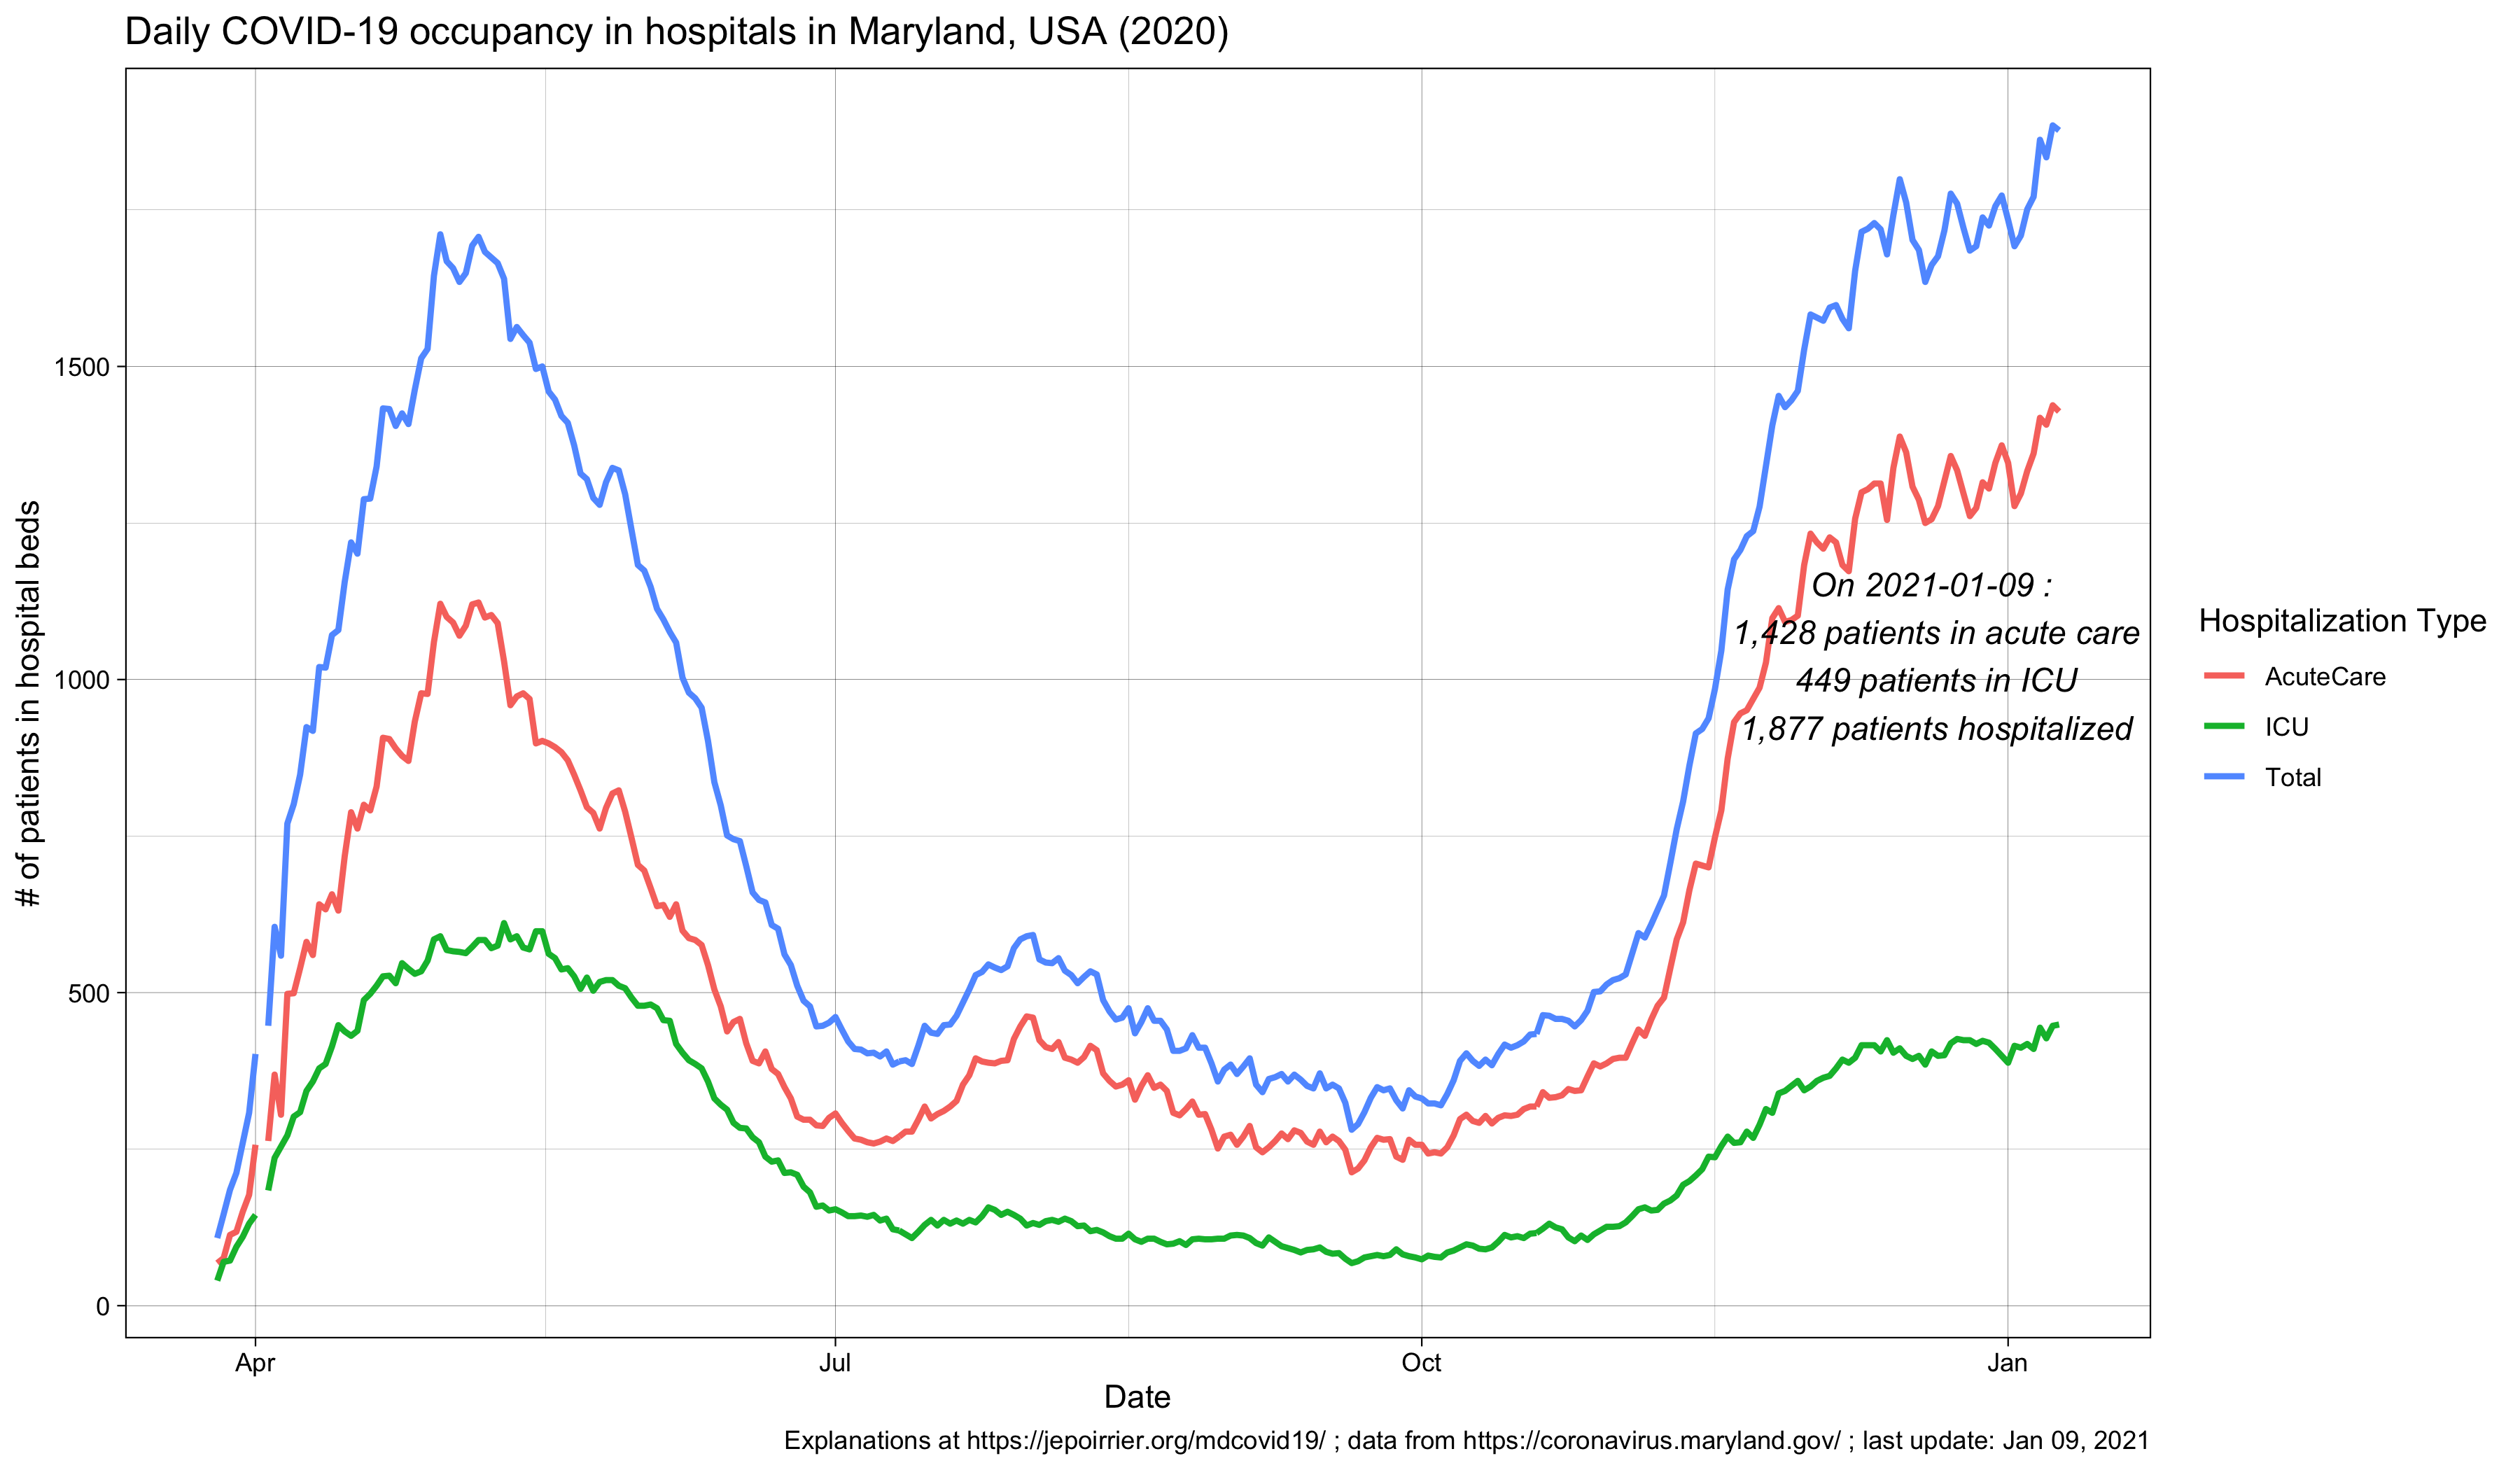 Daily COVID-19 occupancy in hospitals in Maryland, USA (2020)
# of patients in hospital beds
1500
1000
500
0
On 2021-01-09 :
1,428 patients in acute care
449 patients in ICU
1,877 patients hospitalized
Hospitalization Type
AcuteCare
ICU
Total
Apr
Jul
Oct
Jan
Date
Explanations at https://jepoirrier.org/mdcovid19/ ; data from https://coronavirus.maryland.gov/ ; last update: Jan 09, 2021